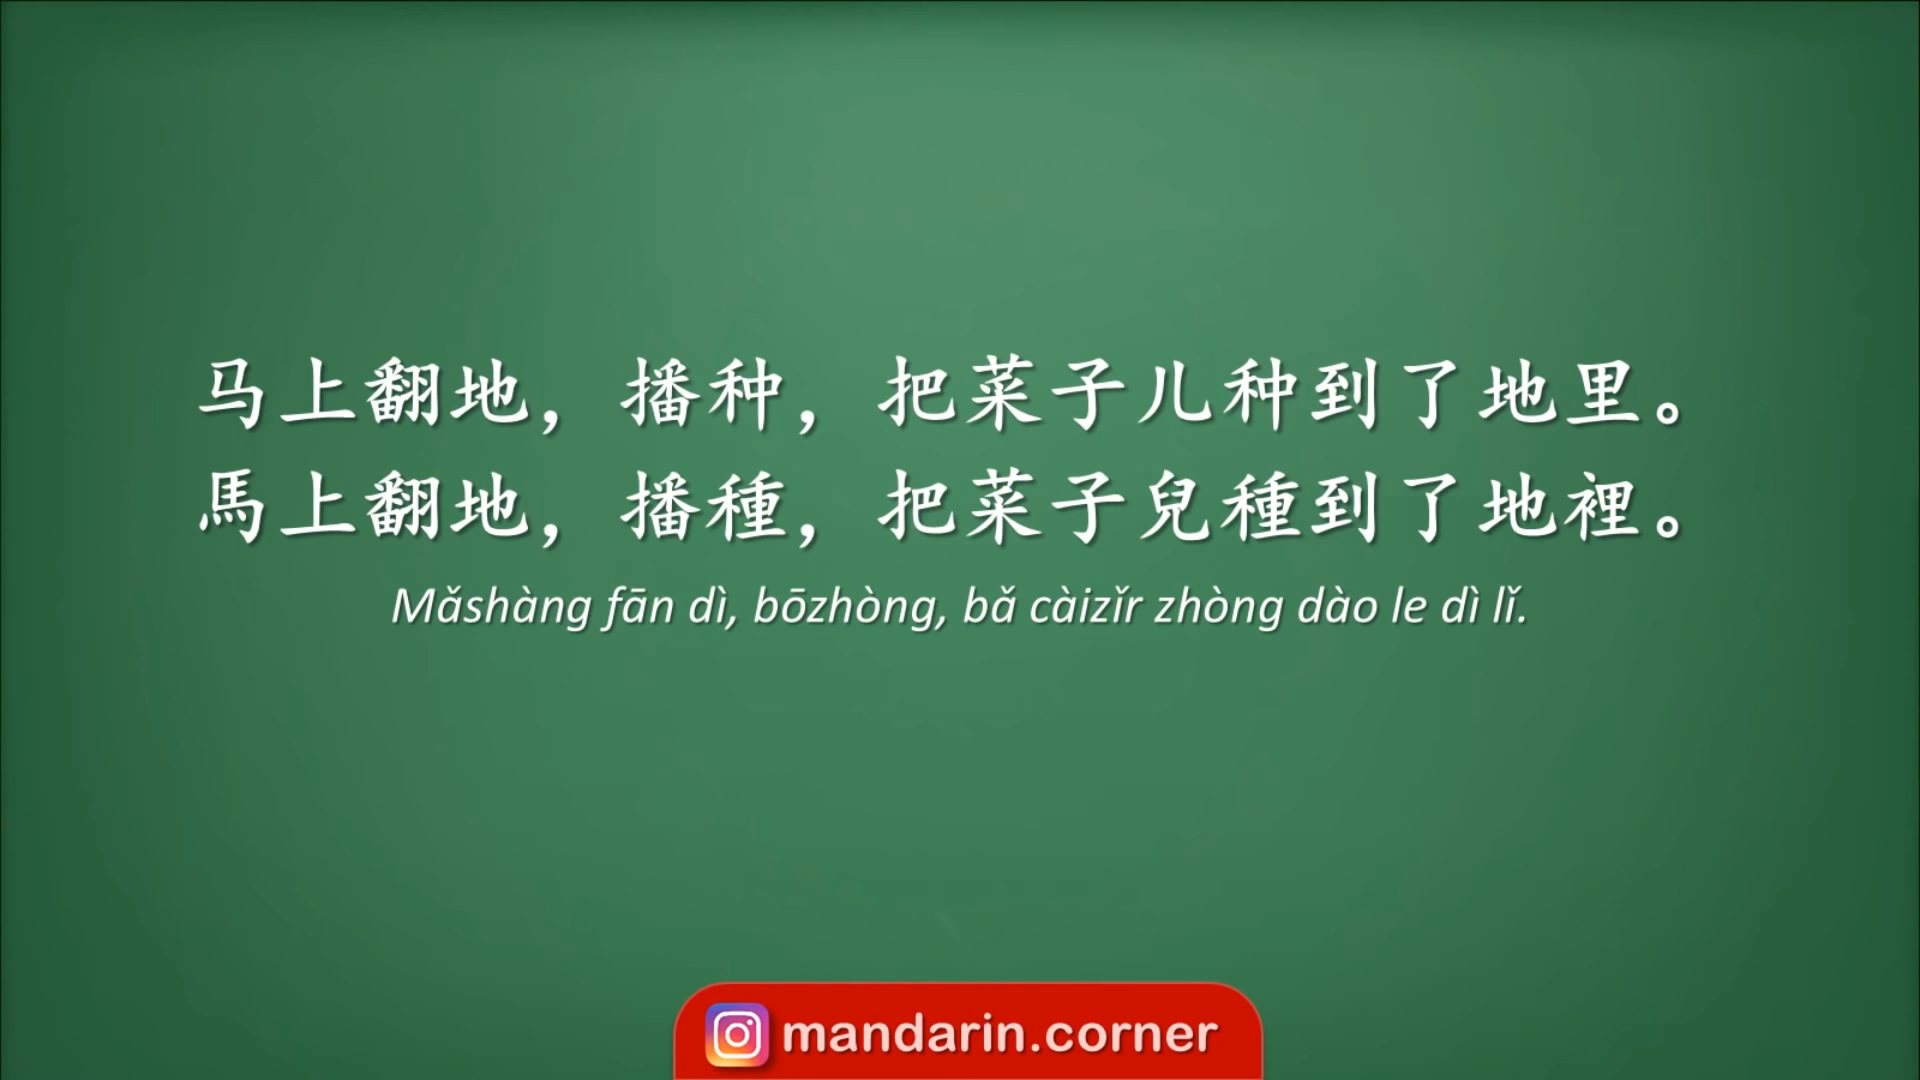 马上翻地，播种，把菜子儿种到了地里。
馬上翻地，播種，把菜子兒種到了地裡。
Mǎshàng fān dì, bōzhòng, bǎ càizǐr zhòng dào le dì lǐ.
mandarin.corner